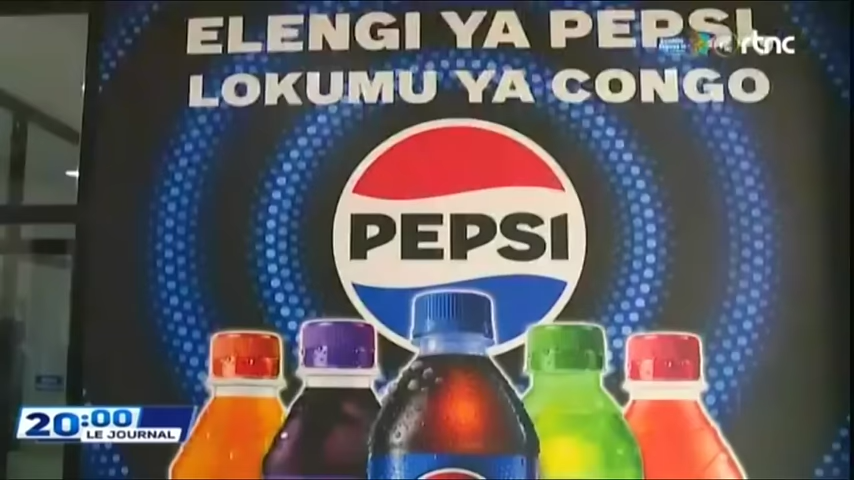 ELENGI YA PEPSI
rtnc
LOKUMU YA CONGO
PEPSI
20:00
LE JOURNAL